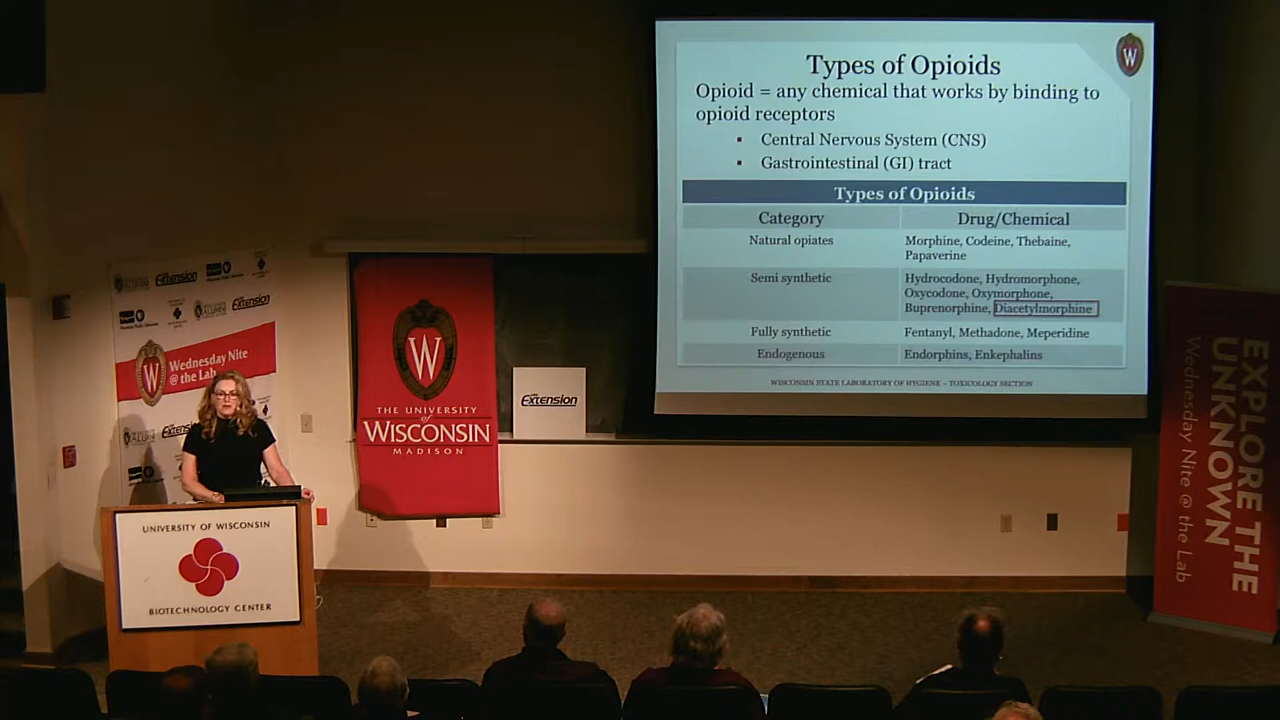 Types of Opioids
Opioid = any chemical that works by binding to
opioid receptors
▪ Central Nervous System (CNS)
▪ Gastrointestinal (GI) tract
Types of Opioids
Category Drug/Chemical
Natural opiates Morphine, Codeine, Thebaine,
Papaverine
Semi synthetic Hydrocodone, Hydromorphone,
Oxycodone, Oxymorphone,
Buprenorphine, Diacetylmorphine
Fully synthetic Fentanyl, Methadone, Meperidine
Endogenous Endorphins, Enkephalins
WISCONSIN STATE LABORATORY OF HYGIENE – TOXICOLOGY SECTION
W
Extension
Extension
Wednesday Nite
@ the Lab
W
THE UNIVERSITY
of
WISCONSIN
MADISON
Extension
UNIVERSITY OF WISCONSIN
BIOTECHNOLOGY CENTER
EXPLORE THE
UNKNOWN
Wednesday Nite @ the Lab